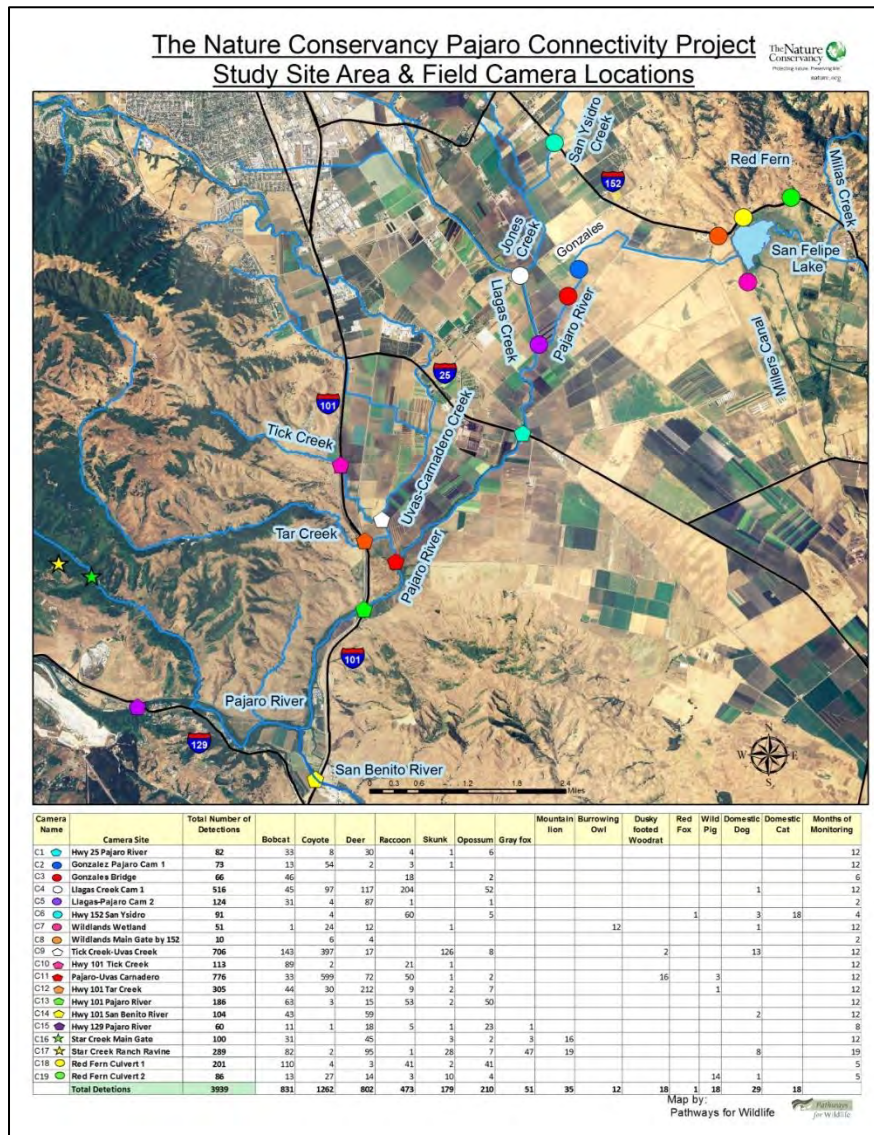 The Nature Conservancy Pajaro Connectivity Project
Study Site Area & Field Camera Locations
The Nature
Conservancy
Protecting nature. Preserving life.
nature.org
San Ysidro
Creek
152
Red Fern
Millias Creek
Jones
Creek
Gonzales
San Felipe
Lake
Llagas Creek
Pajaro River
Millers Canal
25
101
Tick Creek
Uvas-Carnadero Creek
Tar Creek
Pajaro River
101
Pajaro River
129
San Benito River
W E S
0 0.4 0.8 1.2 1.8 2.4
Miles
Camera Name Camera Site Total Number of Detections Bobcat Coyote Deer Raccoon Skunk Opossum Gray fox Mountain lion Burrowing Owl Dusky footed Woodrat Red Fox Wild Pig Domestic Dog Domestic Cat Months of Monitoring
C1 Hwy 25 Pajaro River 82 33 8 30 4 1 6 12
C2 Gonzalez Pajaro Cam 1 73 13 54 2 3 1 12
C3 Gonzales Bridge 66 46 18 2 6
C4 Llagas Creek Cam 1 516 45 97 117 204 52 1 12
C5 Llagas-Pajaro Cam 2 124 31 4 87 1 1 2
C6 Hwy 152 San Ysidro 91 4 60 5 1 3 18 4
C7 Wildlands Wetland 51 1 24 12 1 12 1 12
C8 Wildlands Main Gate by 152 10 6 4 2
C9 Tick Creek-Uvas Creek 706 143 397 17 126 8 2 13 12
C10 Hwy 101 Tick Creek 113 89 2 21 1 12
C11 Pajaro-Uvas Carnadero 776 33 599 72 50 1 2 16 3 12
C12 Hwy 101 Tar Creek 305 44 30 212 9 2 7 1 12
C13 Hwy 101 Pajaro River 186 63 3 15 53 2 50 12
C14 Hwy 101 San Benito River 104 43 59 2 12
C15 Hwy 129 Pajaro River 60 11 1 18 5 1 23 1 8
C16 Star Creek Main Gate 100 31 45 3 2 3 16 12
C17 Star Creek Ranch Ravine 289 82 2 95 1 28 7 47 19 8 19
C18 Red Fern Culvert 1 201 110 4 3 41 2 41 5
C19 Red Fern Culvert 2 86 13 27 14 3 10 4 14 1 5
Total Detetions 3939 831 1262 802 473 179 210 51 35 12 18 1 18 29 18
Map by:
Pathways for Wildlife
Pathways
for Wildlife